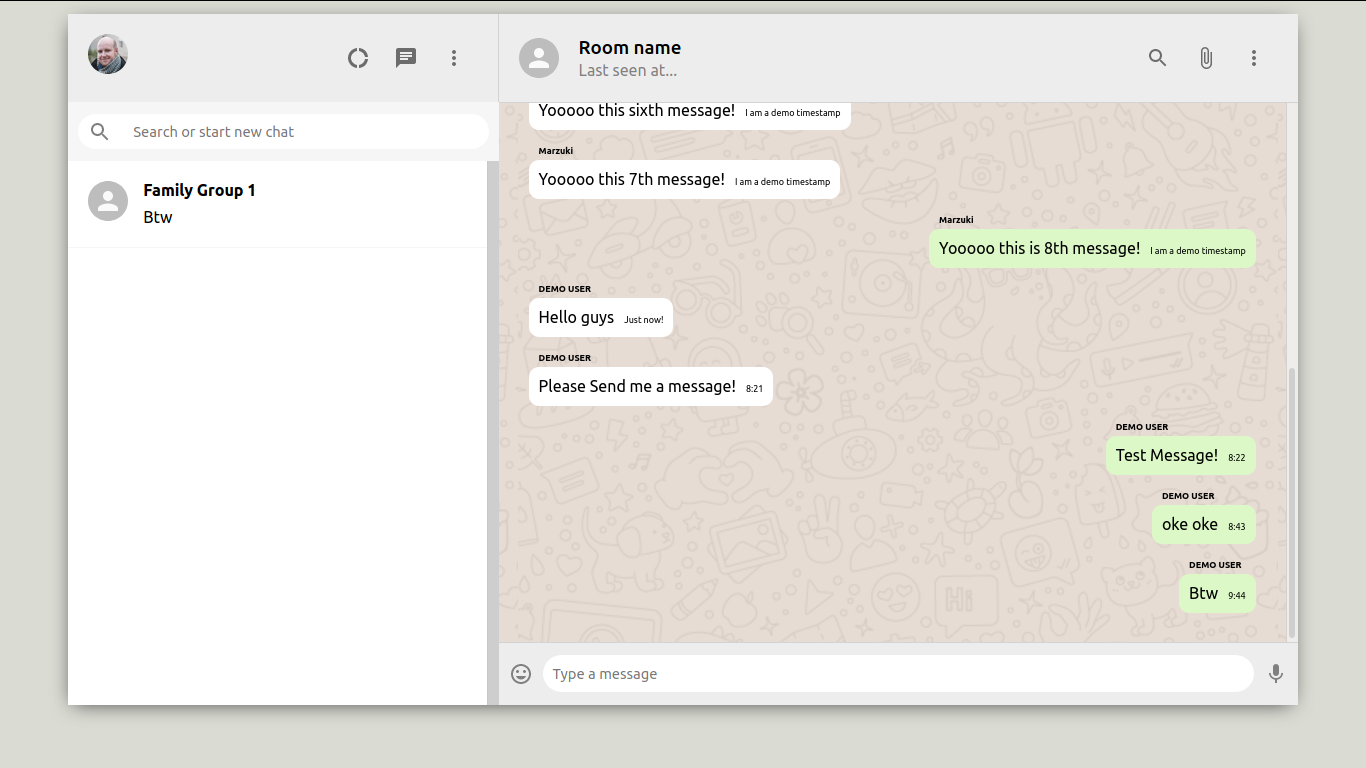 Room name
Last seen at...
Search or start new chat
Family Group 1
Btw
Yooooo this sixth message! I am a demo timestamp
Marzuki
Yooooo this 7th message! I am a demo timestamp
Marzuki
Yooooo this is 8th message! I am a demo timestamp
DEMO USER
Hello guys Just now!
DEMO USER
Please Send me a message! 8:21
DEMO USER
Test Message! 8:22
DEMO USER
oke oke 8:43
DEMO USER
Btw 9:44
Hi
Type a message